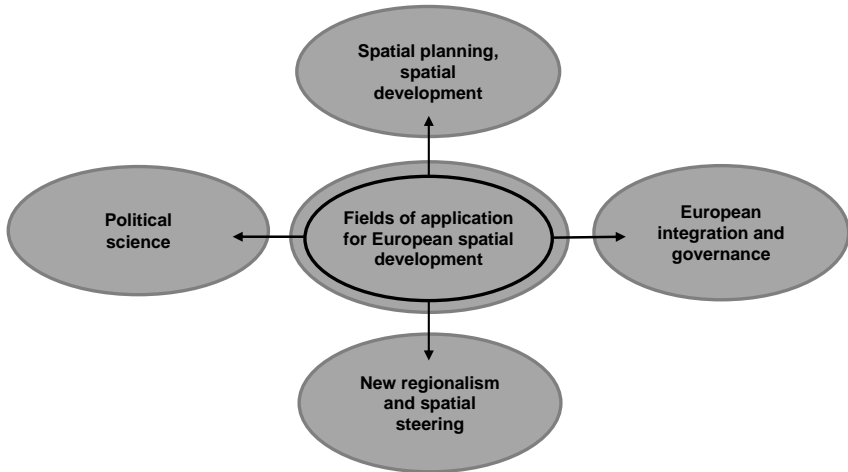 Spatial planning,
spatial
development
Political
science
Fields of application
for European spatial
development
European
integration and
governance
New regionalism
and spatial
steering